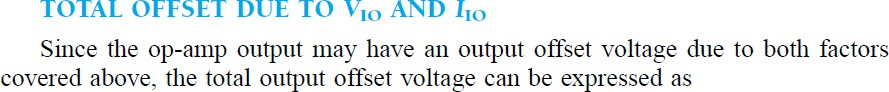 TOTAL OFFSET DUE TO VIO AND IIO
Since the op-amp output may have an output offset voltage due to both factors
covered above, the total output offset voltage can be expressed as